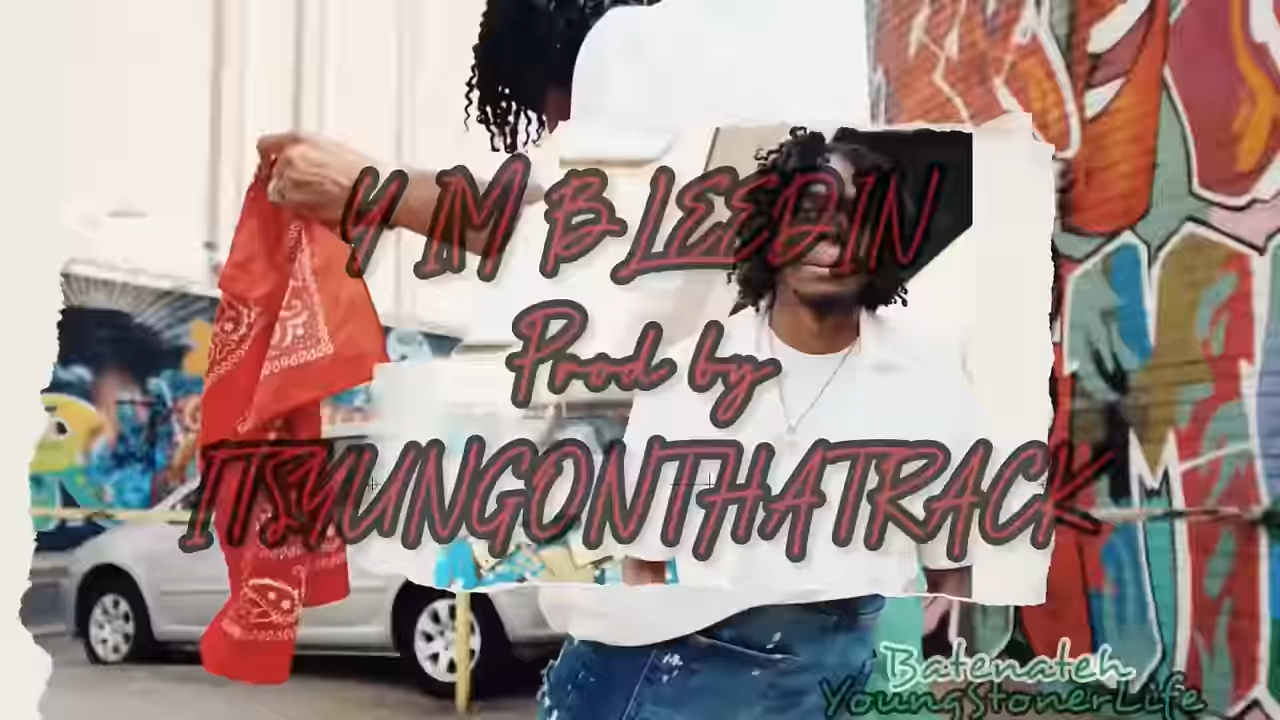 Y IM BLEEDIN
Prod by
ITSYUNGONTHATRACK
Batenateh
YoungStonerLife